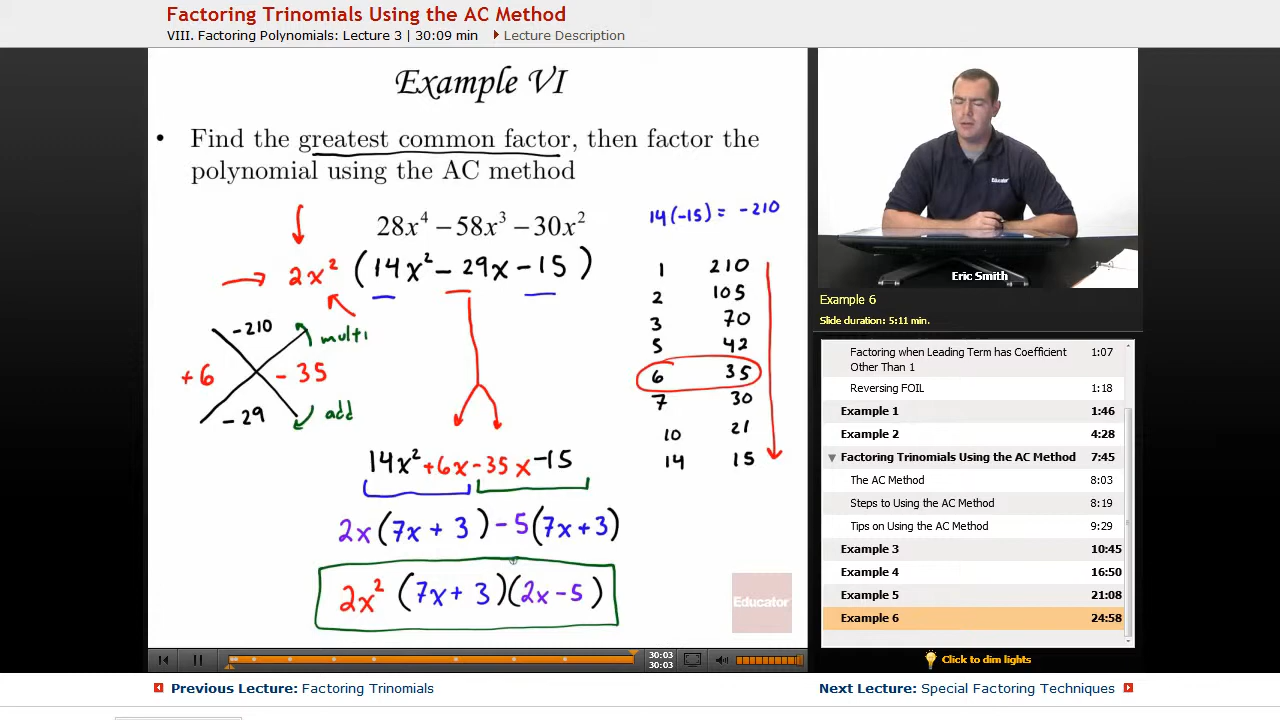 Factoring Trinomials Using the AC Method
VIII. Factoring Polynomials: Lecture 3 | 30:09 min
Lecture Description
Example VI
• Find the greatest common factor, then factor the
polynomial using the AC method
28x⁴ − 58x³ − 30x²
2x² (14x² − 29x − 15)
14(-15) = -210
1 210
2 105
3 70
5 42
6 35
7 30
10 21
14 15
-210
multi
+6
-35
-29
add
14x² +6x -35x -15
2x(7x + 3) - 5(7x+3)
2x² (7x + 3)(2x - 5)
Educator
Educator
Eric Smith
Example 6
Slide duration: 5:11 min.
Factoring when Leading Term has Coefficient 1:07
Other Than 1
Reversing FOIL 1:18
Example 1 1:46
Example 2 4:28
Factoring Trinomials Using the AC Method 7:45
The AC Method 8:03
Steps to Using the AC Method 8:19
Tips on Using the AC Method 9:29
Example 3 10:45
Example 4 16:50
Example 5 21:08
Example 6 24:58
30:03
30:03
Click to dim lights
Previous Lecture: Factoring Trinomials
Next Lecture: Special Factoring Techniques